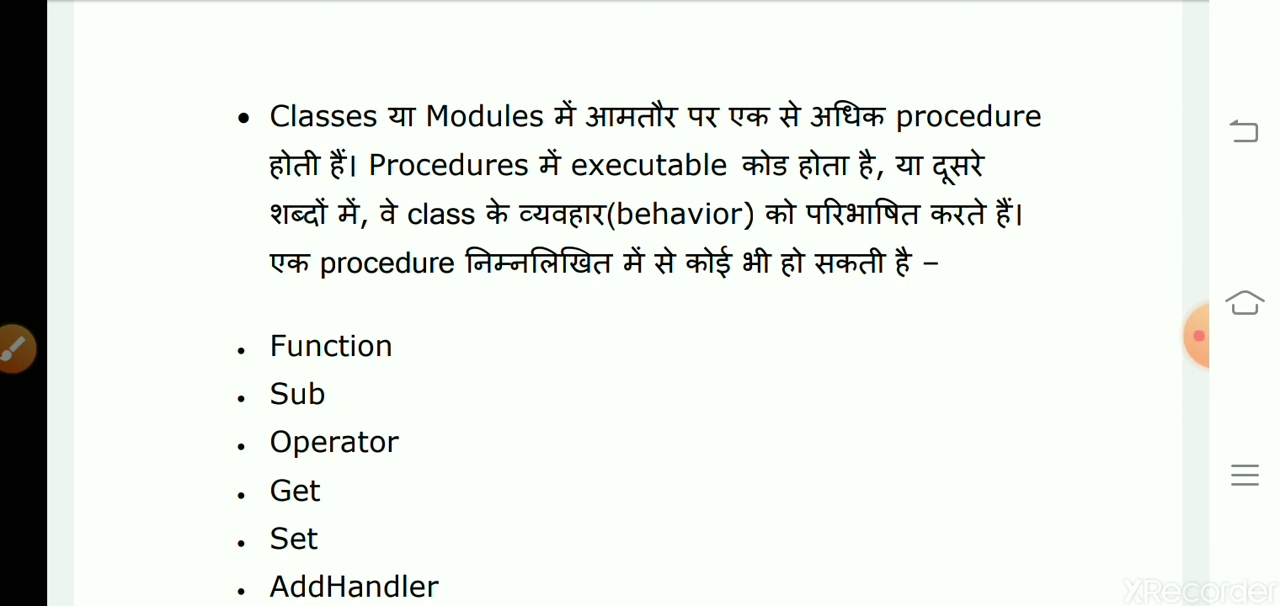 • Classes या Modules में आमतौर पर एक से अधिक procedure
होती हैं। Procedures में executable कोड होता है, या दूसरे
शब्दों में, वे class के व्यवहार(behavior) को परिभाषित करते हैं।
एक procedure निम्नलिखित में से कोई भी हो सकती है –
• Function
• Sub
• Operator
• Get
• Set
• AddHandler
XRecorder